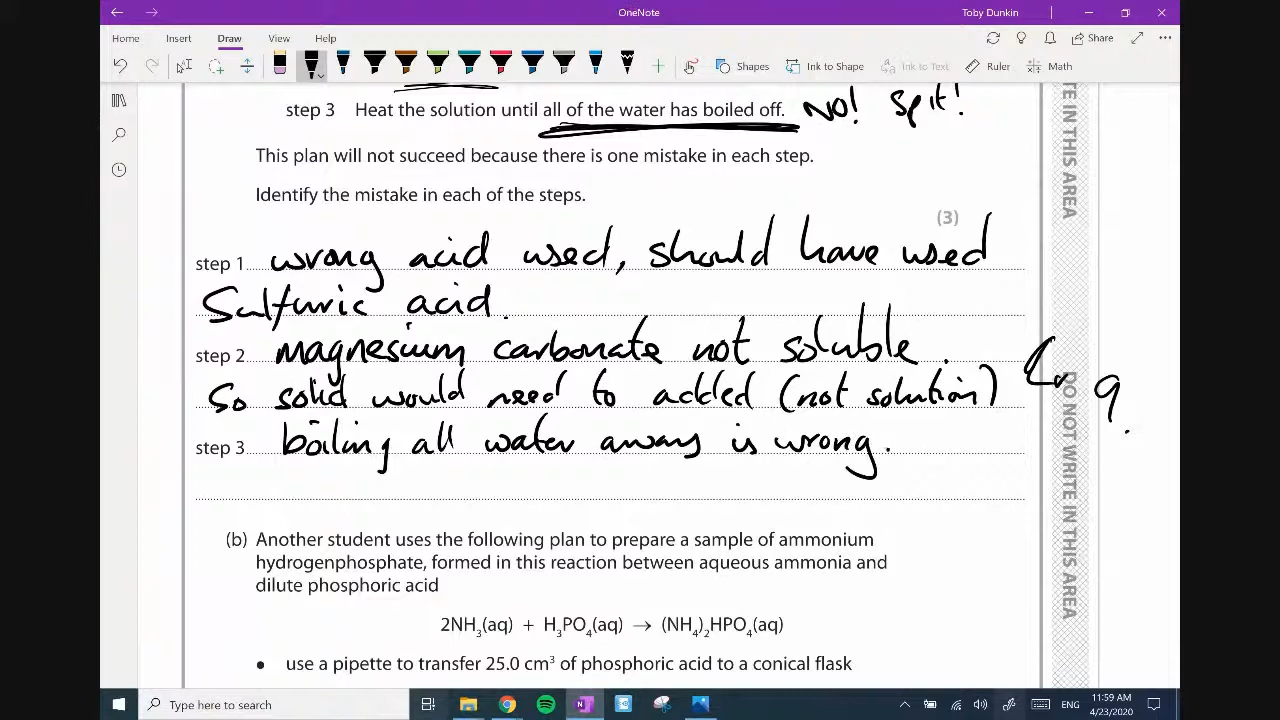 OneNote
Toby Dunkin
Home Insert Draw View Help
Share
Shapes Ink to Shape Ink to Text Ruler Math
step 3 Heat the solution until all of the water has boiled off. No! Spit!
This plan will not succeed because there is one mistake in each step.
Identify the mistake in each of the steps.
(3)
step 1 wrong acid used, should have used
Sulfuric acid.
step 2 magnesium carbonate not soluble.
So solid would need to added (not solution)
9.
step 3 boiling all water away is wrong.
(b) Another student uses the following plan to prepare a sample of ammonium
hydrogenphosphate, formed in this reaction between aqueous ammonia and
dilute phosphoric acid
2NH₃(aq) + H₃PO₄(aq) → (NH₄)₂HPO₄(aq)
• use a pipette to transfer 25.0 cm³ of phosphoric acid to a conical flask
TE IN THIS AREA
DO NOT WRITE IN THIS AREA
Type here to search
ENG
11:59 AM
4/23/2020